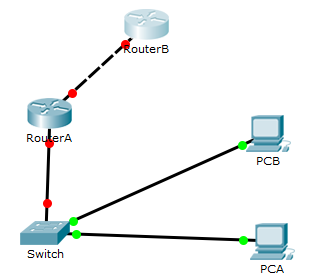 RouterB
RouterA
PCB
Switch
PCA